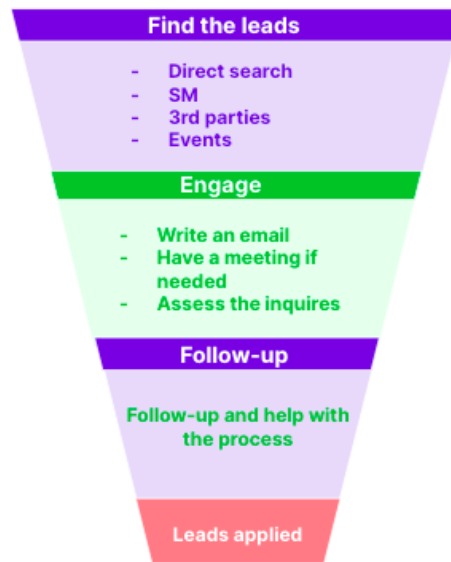 Find the leads
- Direct search
- SM
- 3rd parties
- Events
Engage
- Write an email
- Have a meeting if
needed
- Assess the inquires
Follow-up
Follow-up and help with
the process
Leads applied